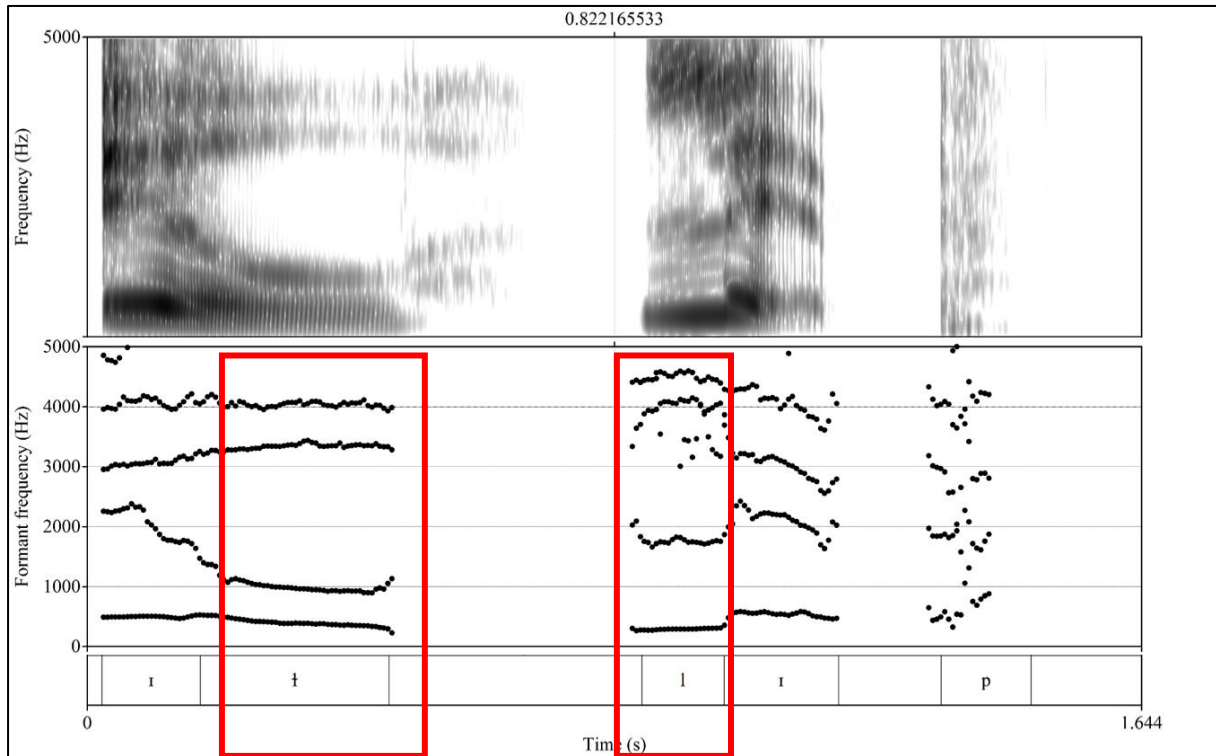 0.822165533
5000
Frequency (Hz)
5000
4000
3000
2000
1000
0
Formant frequency (Hz)
ɪ ɫ l ɪ p
0 1.644
Time (s)